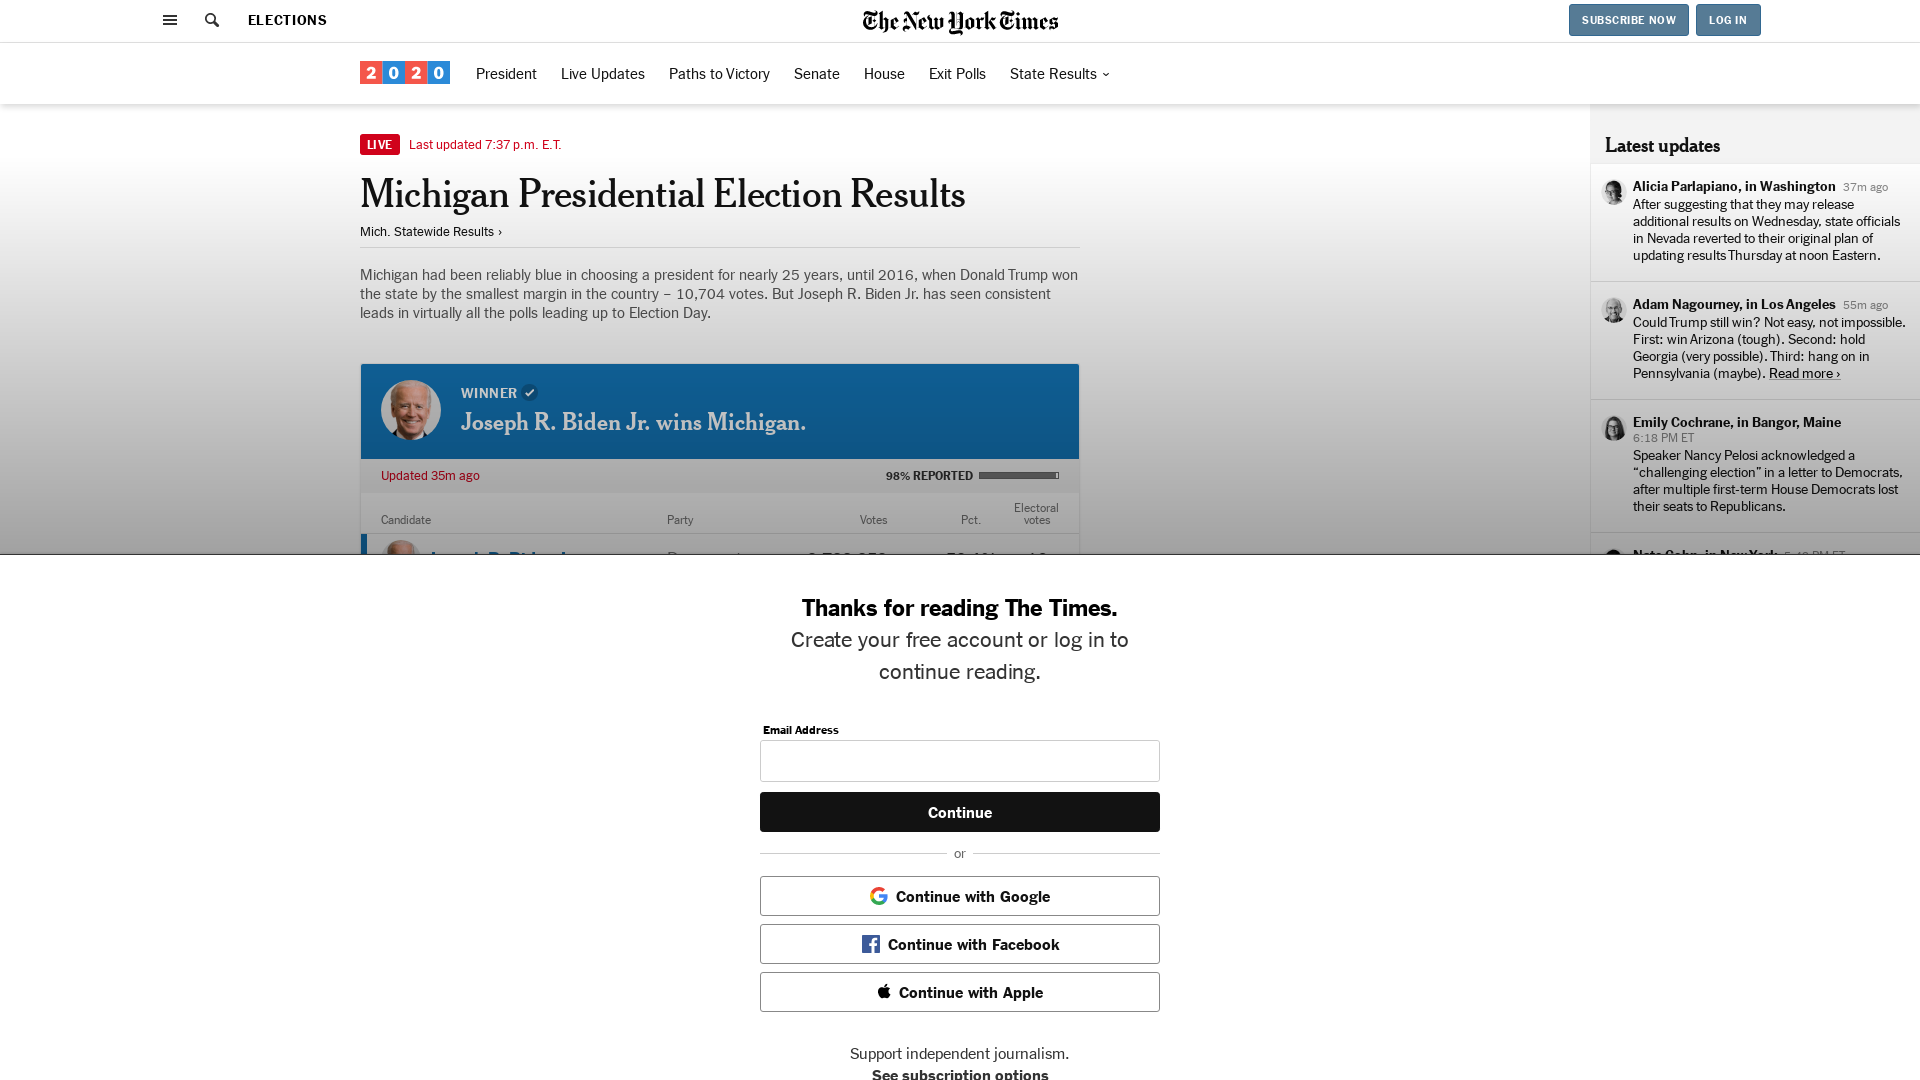 ELECTIONS
The New York Times
SUBSCRIBE NOW
LOG IN
2020
President
Live Updates
Paths to Victory
Senate
House
Exit Polls
State Results
LIVE
Last updated 7:37 p.m. E.T.
Michigan Presidential Election Results
Mich. Statewide Results ›
Michigan had been reliably blue in choosing a president for nearly 25 years, until 2016, when Donald Trump won
the state by the smallest margin in the country – 10,704 votes. But Joseph R. Biden Jr. has seen consistent
leads in virtually all the polls leading up to Election Day.
WINNER
Joseph R. Biden Jr. wins Michigan.
Updated 35m ago
98% REPORTED
Candidate
Party
Votes
Pct.
Electoral
votes
Latest updates
Alicia Parlapiano, in Washington 37m ago
After suggesting that they may release
additional results on Wednesday, state officials
in Nevada reverted to their original plan of
updating results Thursday at noon Eastern.
Adam Nagourney, in Los Angeles 55m ago
Could Trump still win? Not easy, not impossible.
First: win Arizona (tough). Second: hold
Georgia (very possible). Third: hang on in
Pennsylvania (maybe). Read more ›
Emily Cochrane, in Bangor, Maine
6:18 PM ET
Speaker Nancy Pelosi acknowledged a
“challenging election” in a letter to Democrats,
after multiple first-term House Democrats lost
their seats to Republicans.
Thanks for reading The Times.
Create your free account or log in to
continue reading.
Email Address
Continue
or
Continue with Google
Continue with Facebook
Continue with Apple
Support independent journalism.
See subscription options